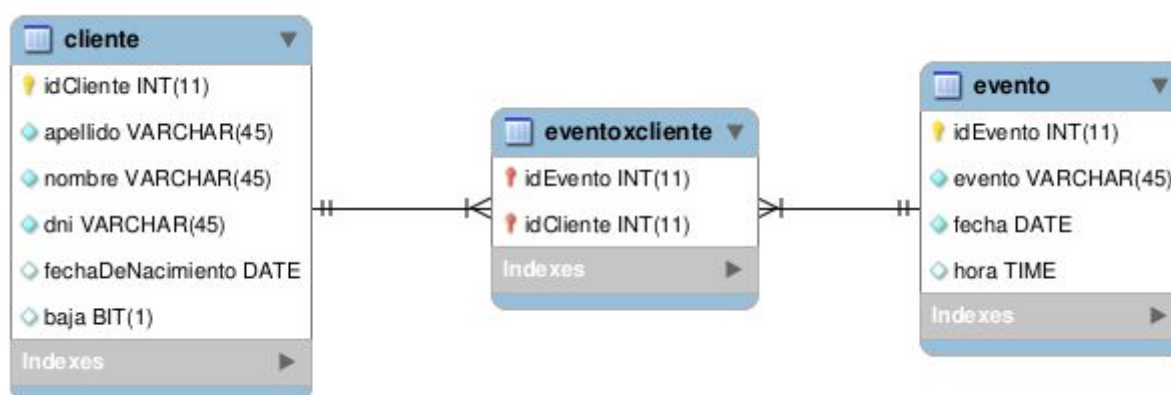 cliente
idCliente INT(11)
apellido VARCHAR(45)
nombre VARCHAR(45)
dni VARCHAR(45)
fechaDeNacimiento DATE
baja BIT(1)
Indexes
eventoxcliente
idEvento INT(11)
idCliente INT(11)
Indexes
evento
idEvento INT(11)
evento VARCHAR(45)
fecha DATE
hora TIME
Indexes